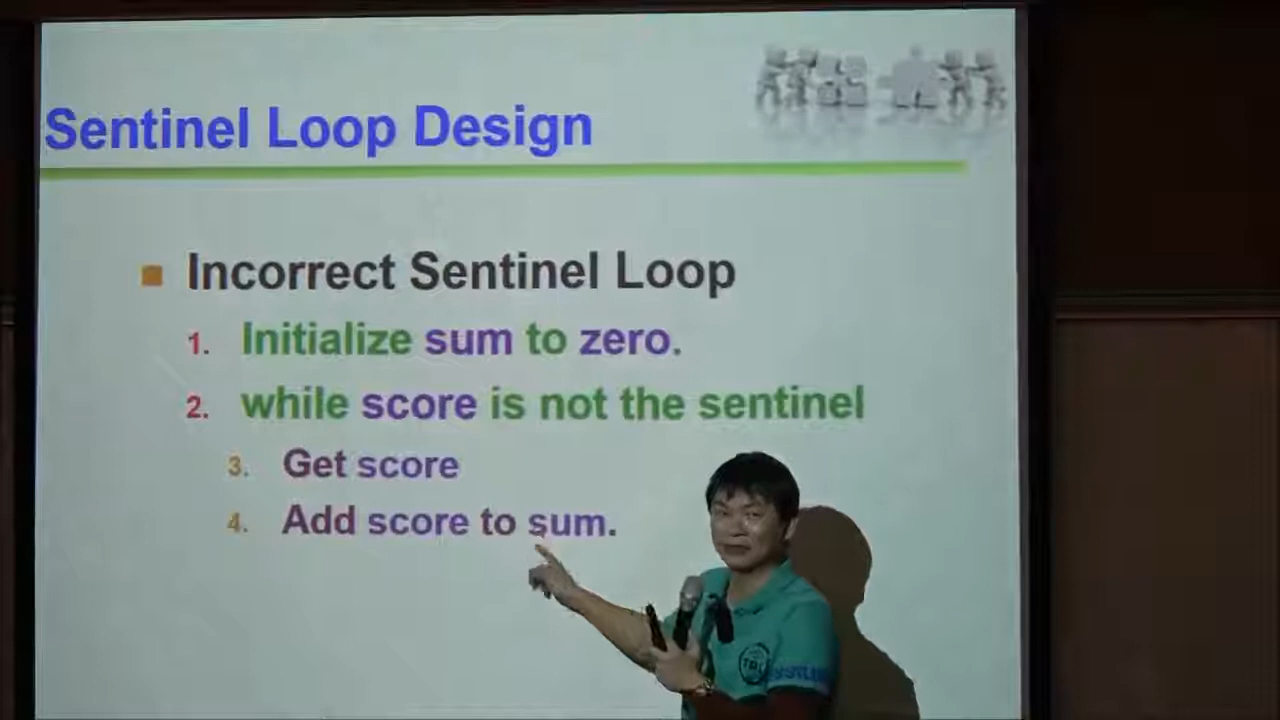 Sentinel Loop Design
Incorrect Sentinel Loop
1. Initialize sum to zero.
2. while score is not the sentinel
3. Get score
4. Add score to sum.